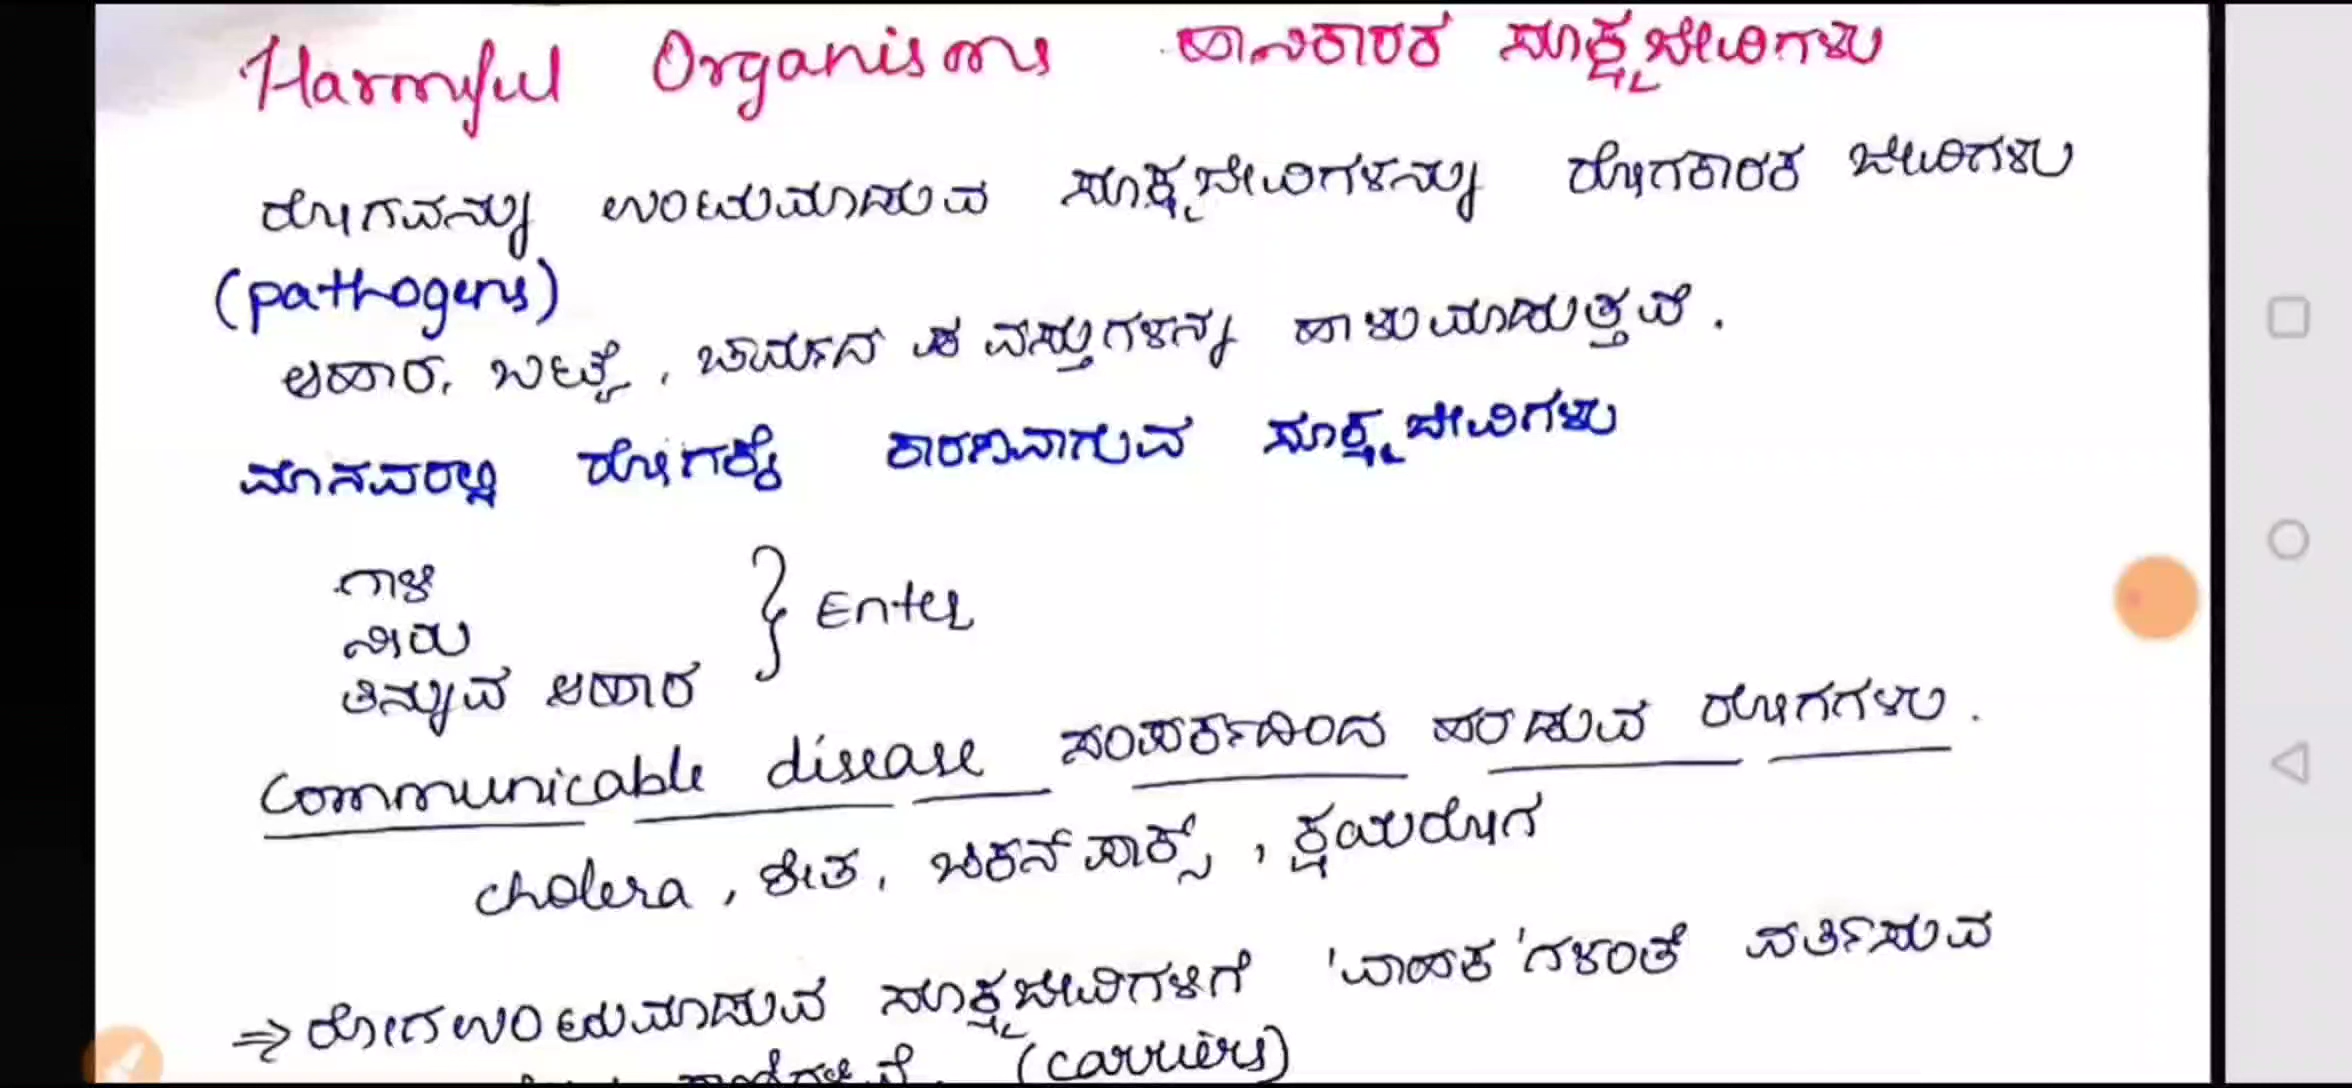 Harmful Organisms ಹಾನಿಕಾರಕ ಸೂಕ್ಷ್ಮಜೀವಿಗಳು
ರೋಗವನ್ನು ಉಂಟುಮಾಡುವ ಸೂಕ್ಷ್ಮಜೀವಿಗಳನ್ನು ರೋಗಕಾರಕ ಜೀವಿಗಳು
(pathogens)
ಆಹಾರ, ಬಟ್ಟೆ, ಚರ್ಮದ ವಸ್ತುಗಳನ್ನು ಹಾಳುಮಾಡುತ್ತವೆ.
ಮಾನವರಲ್ಲಿ ರೋಗಕ್ಕೆ ಕಾರಣವಾಗುವ ಸೂಕ್ಷ್ಮಜೀವಿಗಳು
ಗಾಳಿ
ನೀರು } Enter
ತಿನ್ನುವ ಆಹಾರ
Communicable disease ಸಂಪರ್ಕದಿಂದ ಹರಡುವ ರೋಗಗಳು.
cholera, ಶೀತ, ಚಿಕನ್ ಪಾಕ್ಸ್, ಕ್ಷಯರೋಗ
⇒ ರೋಗಉಂಟುಮಾಡುವ ಸೂಕ್ಷ್ಮಜೀವಿಗಳಿಗೆ 'ವಾಹಕ'ಗಳಂತೆ ವರ್ತಿಸುವ
(carriers)